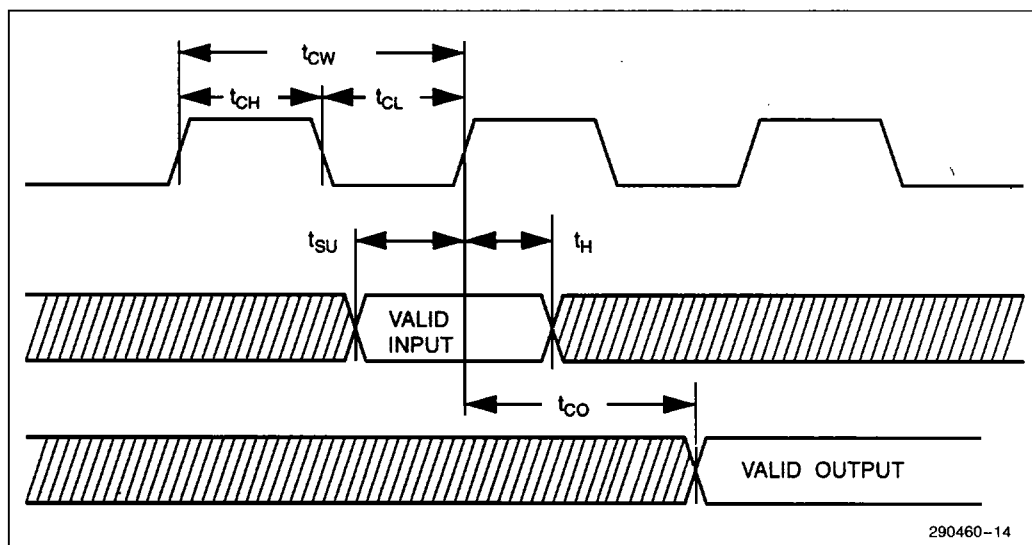 tCW
tCH
tCL
tSU
tH
VALID
INPUT
tCO
VALID OUTPUT
290460-14